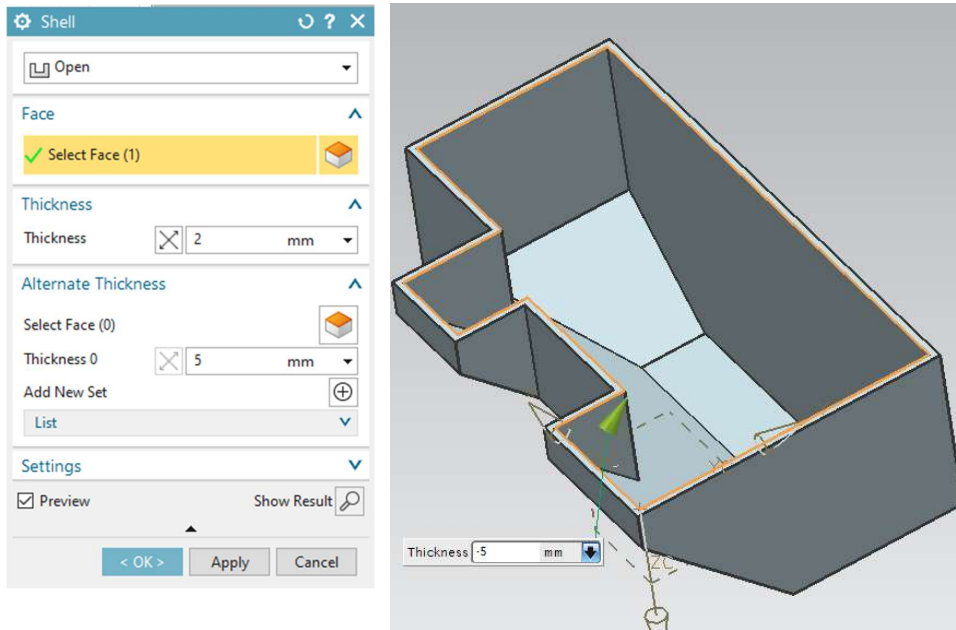 Shell
?
Open
Face
Select Face (1)
Thickness
Thickness 2 mm
Alternate Thickness
Select Face (0)
Thickness 0 5 mm
Add New Set
List
Settings
Preview Show Result
< OK > Apply Cancel
Thickness -5 mm
ZC